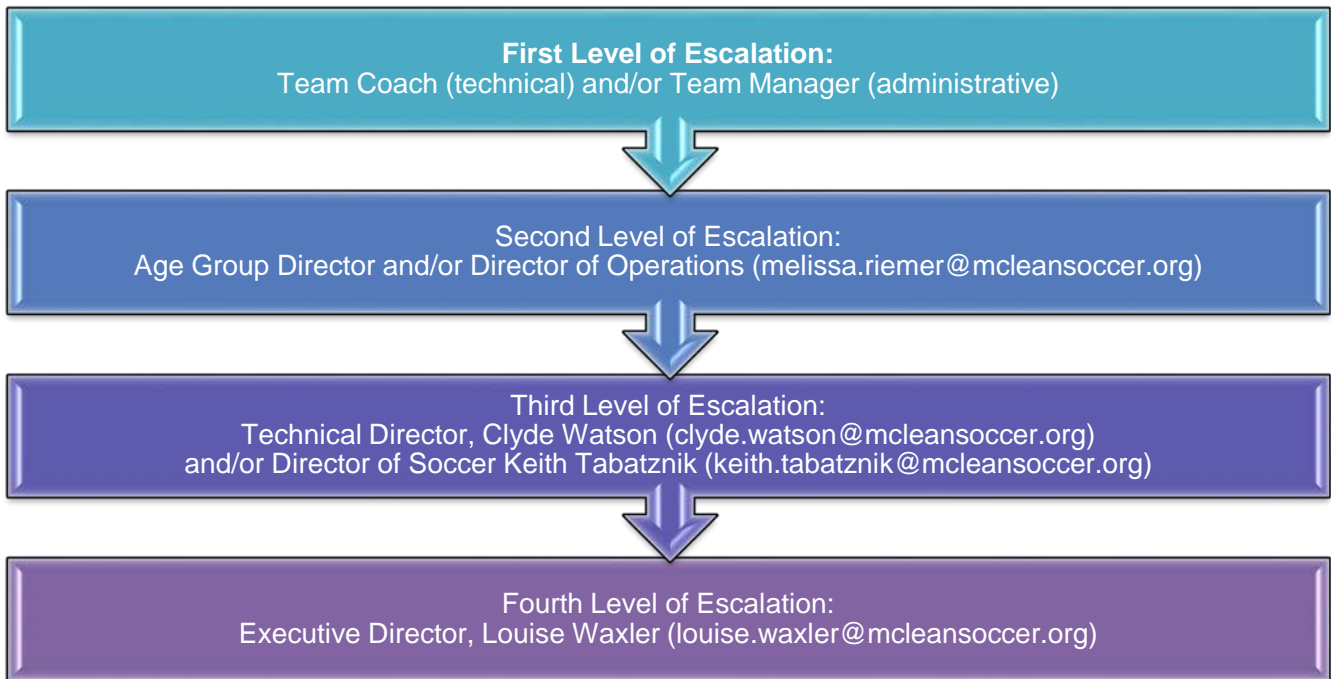 First Level of Escalation:
Team Coach (technical) and/or Team Manager (administrative)
Second Level of Escalation:
Age Group Director and/or Director of Operations (melissa.riemer@mcleansoccer.org)
Third Level of Escalation:
Technical Director, Clyde Watson (clyde.watson@mcleansoccer.org)
and/or Director of Soccer Keith Tabatznik (keith.tabatznik@mcleansoccer.org)
Fourth Level of Escalation:
Executive Director, Louise Waxler (louise.waxler@mcleansoccer.org)